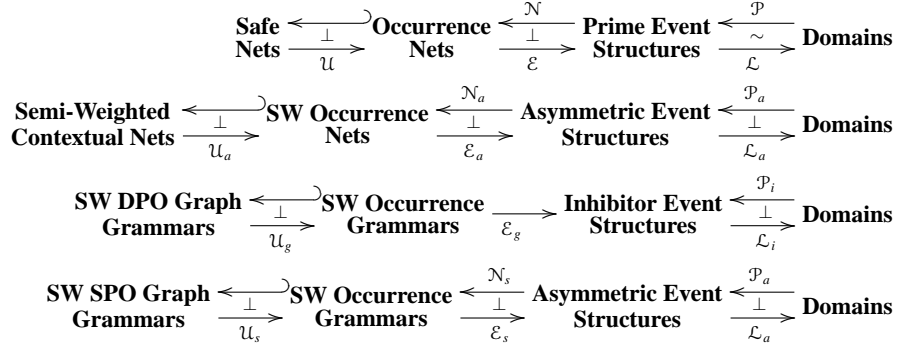 Safe Nets ⊥ 𝒰 Occurrence Nets 𝒩 ⊥ ℰ Prime Event Structures 𝒫 ∼ ℒ Domains
Semi-Weighted Contextual Nets ⊥ 𝒰a SW Occurrence Nets 𝒩a ⊥ ℰa Asymmetric Event Structures 𝒫a ⊥ ℒa Domains
SW DPO Graph Grammars ⊥ 𝒰g SW Occurrence Grammars ℰg Inhibitor Event Structures 𝒫i ⊥ ℒi Domains
SW SPO Graph Grammars ⊥ 𝒰s SW Occurrence Grammars 𝒩s ⊥ ℰs Asymmetric Event Structures 𝒫a ⊥ ℒa Domains